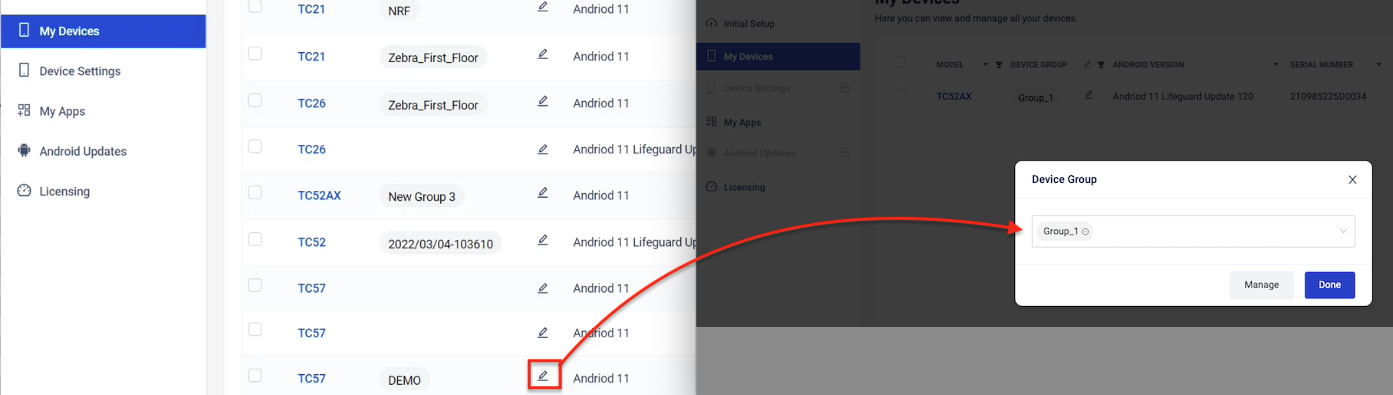 My Devices
Device Settings
My Apps
Android Updates
Licensing
TC21 NRF Andriod 11
TC21 Zebra_First_Floor Andriod 11
TC26 Zebra_First_Floor Andriod 11
TC26 Andriod 11 Lifeguard Up
TC52AX New Group 3 Andriod 11
TC52 2022/03/04-103610 Andriod 11 Lifeguard Up
TC57 Andriod 11
TC57 Andriod 11
TC57 DEMO Andriod 11
Initial Setup
My Devices
Device Settings
My Apps
Android Updates
Licensing
My Devices
Here you can view and manage all your devices.
MODEL DEVICE GROUP ANDROID VERSION SERIAL NUMBER
TC52AX Group_1 Andriod 11 Lifeguard Update 120 210985225D0034
Device Group
Group_1
Manage Done